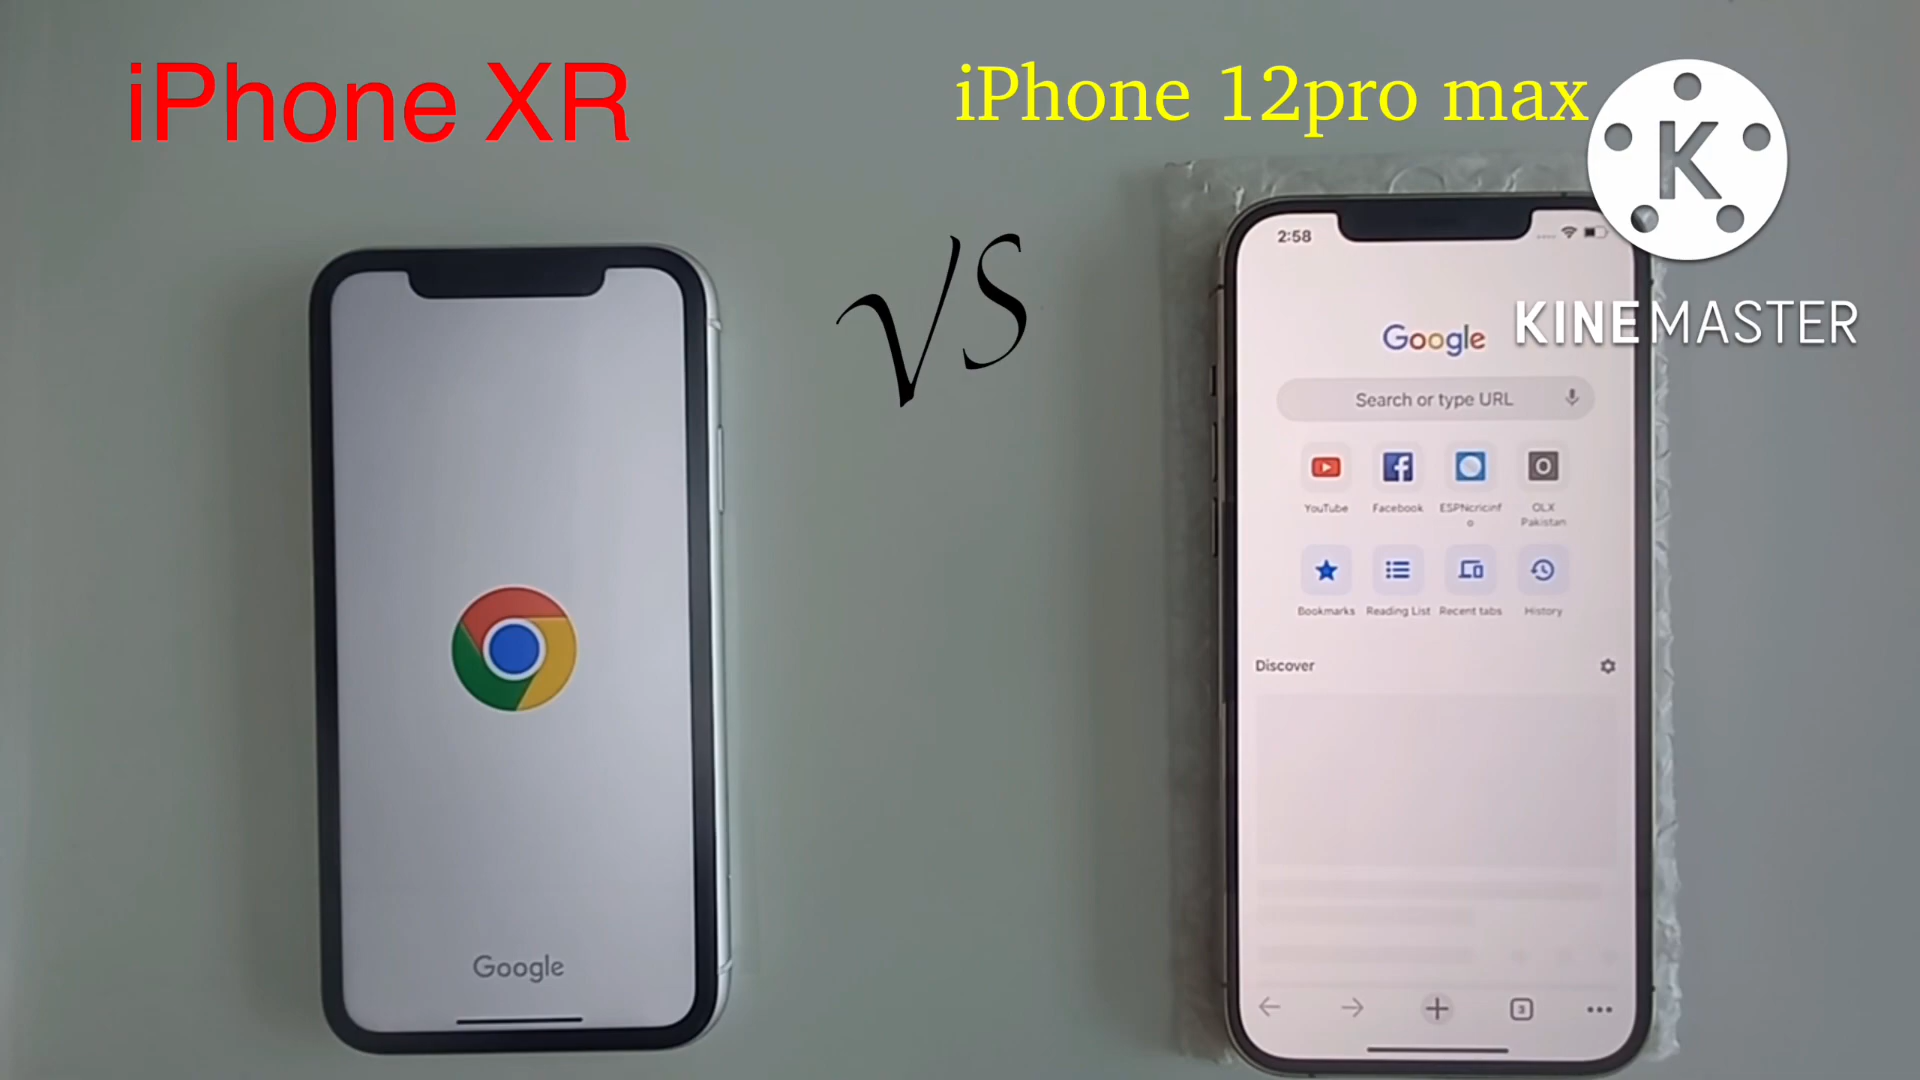 iPhone XR
iPhone 12pro max
VS
K
KINEMASTER
2:58
Google
Search or type URL
YouTube
Facebook
ESPNcricinf
o
OLX
Pakistan
Bookmarks
Reading List
Recent tabs
History
Discover
3
Google